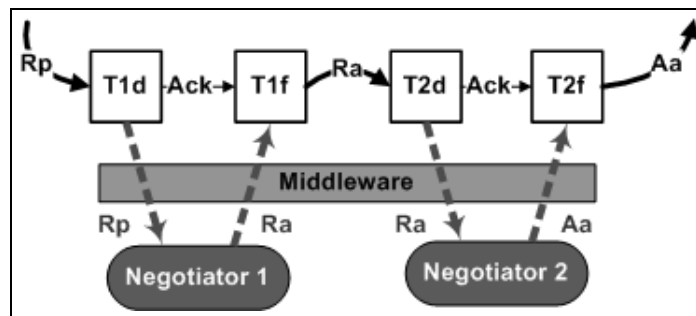 Rp
T1d
Ack
T1f
Ra
T2d
Ack
T2f
Aa
Middleware
Rp
Ra
Ra
Aa
Negotiator 1
Negotiator 2